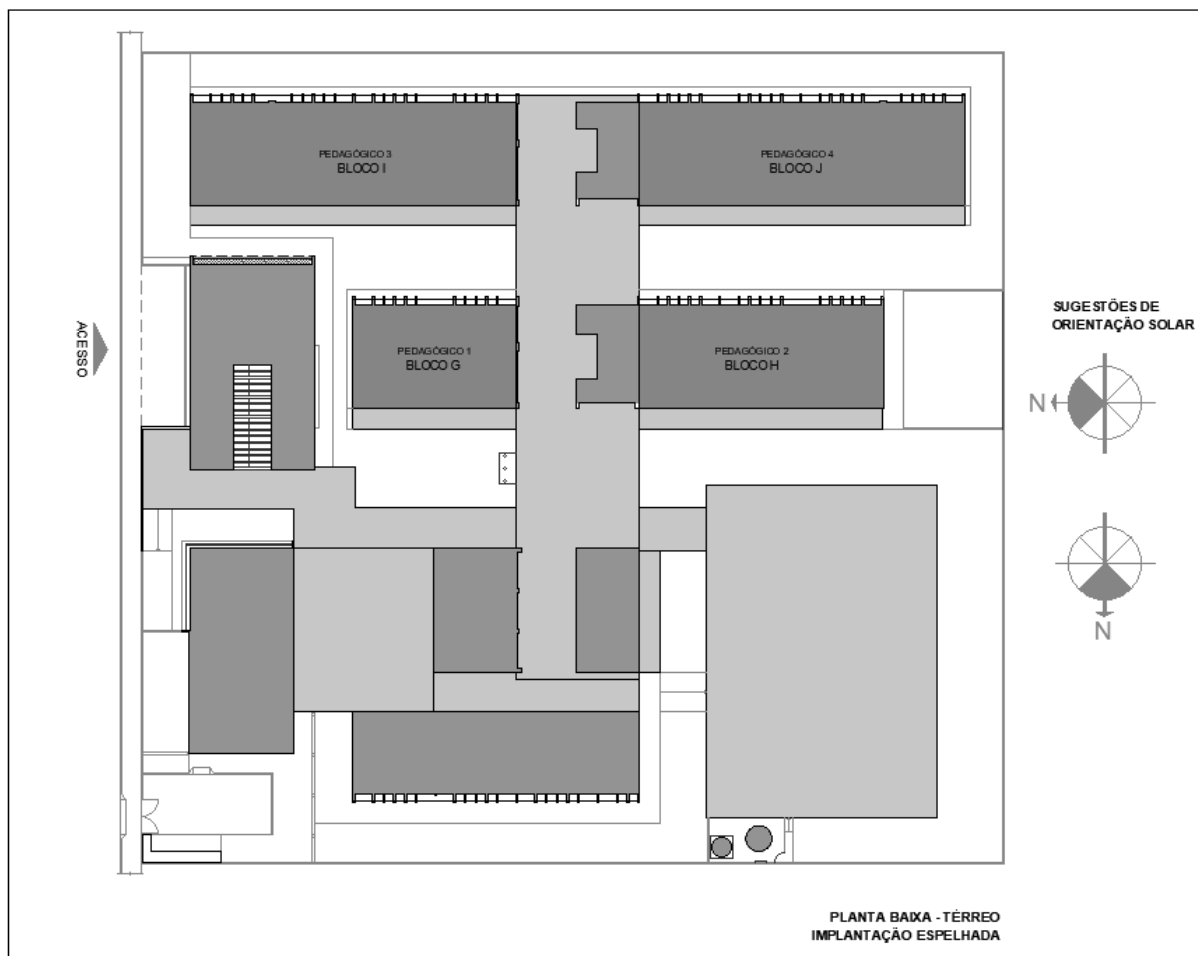 PEDAGÓGICO 3
BLOCO I
PEDAGÓGICO 4
BLOCO J
ACESSO
PEDAGÓGICO 1
BLOCO G
PEDAGÓGICO 2
BLOCO H
SUGESTÕES DE
ORIENTAÇÃO SOLAR
N
N
PLANTA BAIXA - TÉRREO
IMPLANTAÇÃO ESPELHADA